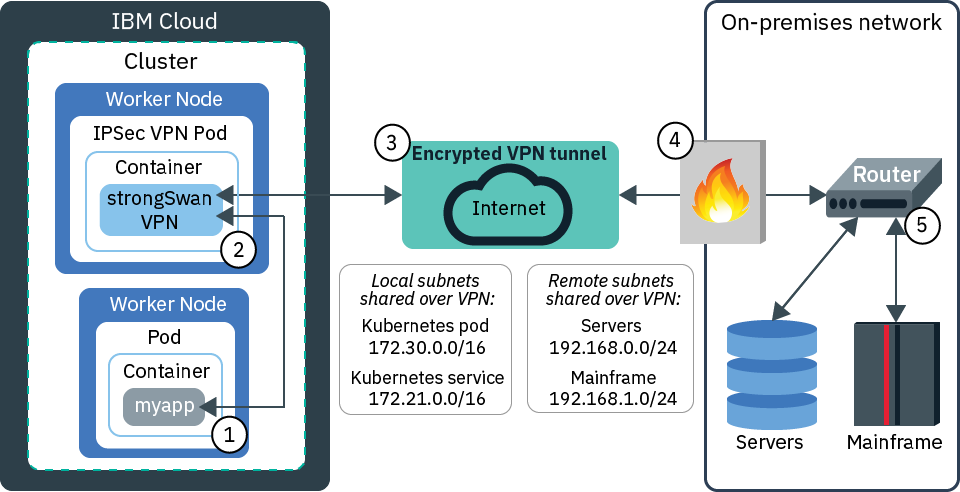 IBM Cloud
Cluster
Worker Node
IPSec VPN Pod
Container
strongSwan
VPN
2
Worker Node
Pod
Container
myapp
1
3
Encrypted VPN tunnel
Internet
Local subnets
shared over VPN:
Kubernetes pod
172.30.0.0/16
Kubernetes service
172.21.0.0/16
Remote subnets
shared over VPN:
Servers
192.168.0.0/24
Mainframe
192.168.1.0/24
On-premises network
4
Router
5
Servers
Mainframe